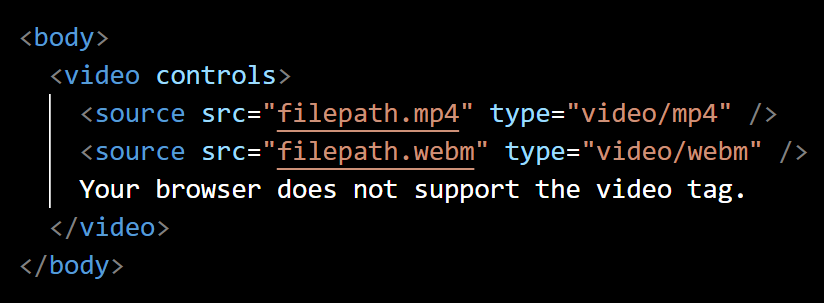 <body>
<video controls>
<source src="filepath.mp4" type="video/mp4" />
<source src="filepath.webm" type="video/webm" />
Your browser does not support the video tag.
</video>
</body>